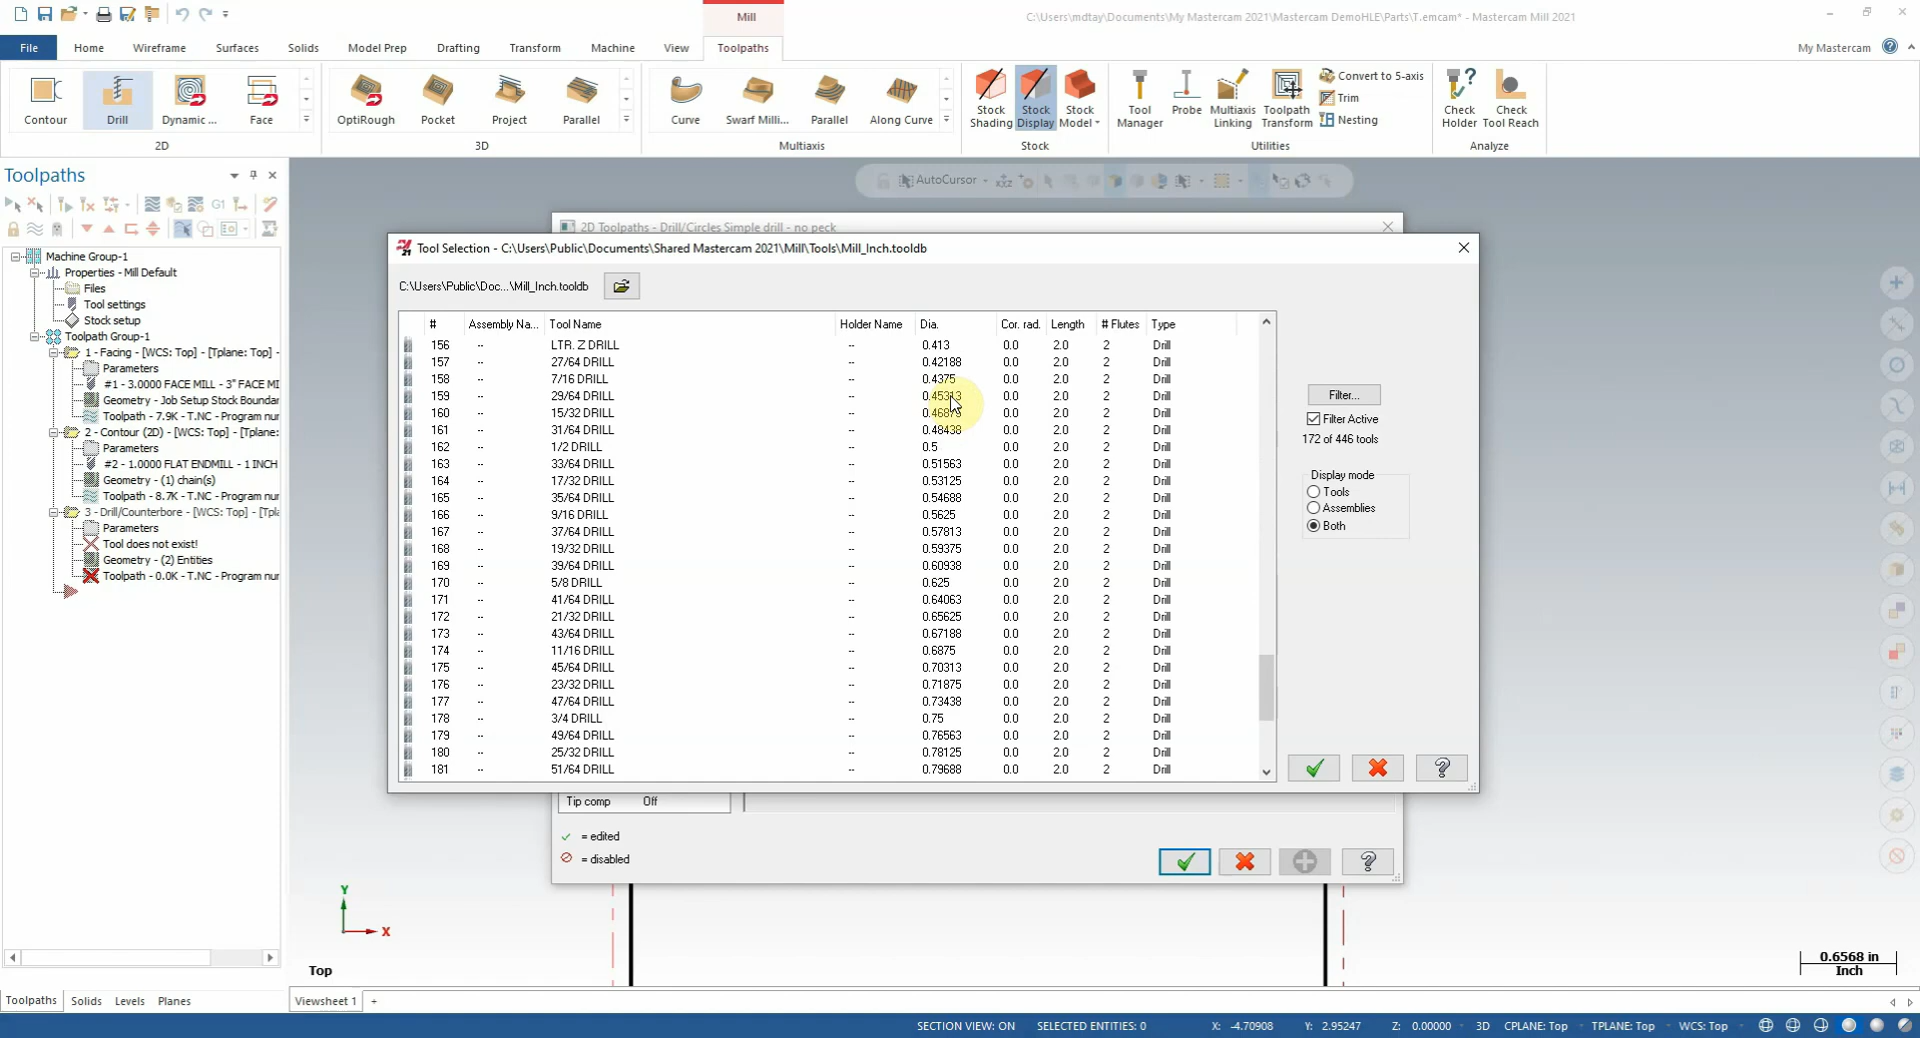 Mill
C:\Users\mdtay\Documents\My Mastercam 2021\Mastercam DemoHLE\Parts\T.emcam* - Mastercam Mill 2021
File Home Wireframe Surfaces Solids Model Prep Drafting Transform Machine View Toolpaths My Mastercam
Contour Drill Dynamic ... Face
2D
OptiRough Pocket Project Parallel
3D
Curve Swarf Milli... Parallel Along Curve
Multiaxis
Stock Shading Stock Display Stock Model
Stock
Tool Manager Probe Multiaxis Linking Toolpath Transform Convert to 5-axis
Trim
Nesting
Utilities
Check Holder Check Tool Reach
Analyze
Toolpaths
AutoCursor
G1
Machine Group-1
Properties - Mill Default
Files
Tool settings
Stock setup
Toolpath Group-1
1 - Facing - [WCS: Top] - [Tplane: Top] -
Parameters
#1 - 3.0000 FACE MILL - 3" FACE MI
Geometry - Job Setup Stock Boundar
Toolpath - 7.9K - T.NC - Program nur
2 - Contour (2D) - [WCS: Top] - [Tplane:
Parameters
#2 - 1.0000 FLAT ENDMILL - 1 INCH
Geometry - (1) chain(s)
Toolpath - 8.7K - T.NC - Program nur
3 - Drill/Counterbore - [WCS: Top] - [Tpl
Parameters
Tool does not exist!
Geometry - (2) Entities
Toolpath - 0.0K - T.NC - Program nur
2D Toolpaths - Drill/Circles Simple drill - no peck
Tool Selection - C:\Users\Public\Documents\Shared Mastercam 2021\Mill\Tools\Mill_Inch.tooldb
C:\Users\Public\Doc...\Mill_Inch.tooldb
# Assembly Na... Tool Name Holder Name Dia. Cor. rad. Length # Flutes Type
156 -- LTR. Z DRILL -- 0.413 0.0 2.0 2 Drill
157 -- 27/64 DRILL -- 0.42188 0.0 2.0 2 Drill
158 -- 7/16 DRILL -- 0.4375 0.0 2.0 2 Drill
159 -- 29/64 DRILL -- 0.45313 0.0 2.0 2 Drill
160 -- 15/32 DRILL -- 0.46875 0.0 2.0 2 Drill
161 -- 31/64 DRILL -- 0.48438 0.0 2.0 2 Drill
162 -- 1/2 DRILL -- 0.5 0.0 2.0 2 Drill
163 -- 33/64 DRILL -- 0.51563 0.0 2.0 2 Drill
164 -- 17/32 DRILL -- 0.53125 0.0 2.0 2 Drill
165 -- 35/64 DRILL -- 0.54688 0.0 2.0 2 Drill
166 -- 9/16 DRILL -- 0.5625 0.0 2.0 2 Drill
167 -- 37/64 DRILL -- 0.57813 0.0 2.0 2 Drill
168 -- 19/32 DRILL -- 0.59375 0.0 2.0 2 Drill
169 -- 39/64 DRILL -- 0.60938 0.0 2.0 2 Drill
170 -- 5/8 DRILL -- 0.625 0.0 2.0 2 Drill
171 -- 41/64 DRILL -- 0.64063 0.0 2.0 2 Drill
172 -- 21/32 DRILL -- 0.65625 0.0 2.0 2 Drill
173 -- 43/64 DRILL -- 0.67188 0.0 2.0 2 Drill
174 -- 11/16 DRILL -- 0.6875 0.0 2.0 2 Drill
175 -- 45/64 DRILL -- 0.70313 0.0 2.0 2 Drill
176 -- 23/32 DRILL -- 0.71875 0.0 2.0 2 Drill
177 -- 47/64 DRILL -- 0.73438 0.0 2.0 2 Drill
178 -- 3/4 DRILL -- 0.75 0.0 2.0 2 Drill
179 -- 49/64 DRILL -- 0.76563 0.0 2.0 2 Drill
180 -- 25/32 DRILL -- 0.78125 0.0 2.0 2 Drill
181 -- 51/64 DRILL -- 0.79688 0.0 2.0 2 Drill
Filter...
Filter Active
172 of 446 tools
Display mode
Tools
Assemblies
Both
Tip comp Off
= edited
= disabled
Y
X
Top
0.6568 in
Inch
Toolpaths Solids Levels Planes Viewsheet 1 +
SECTION VIEW: ON SELECTED ENTITIES: 0 X: -4.70908 Y: 2.95247 Z: 0.00000 3D CPLANE: Top TPLANE: Top WCS: Top